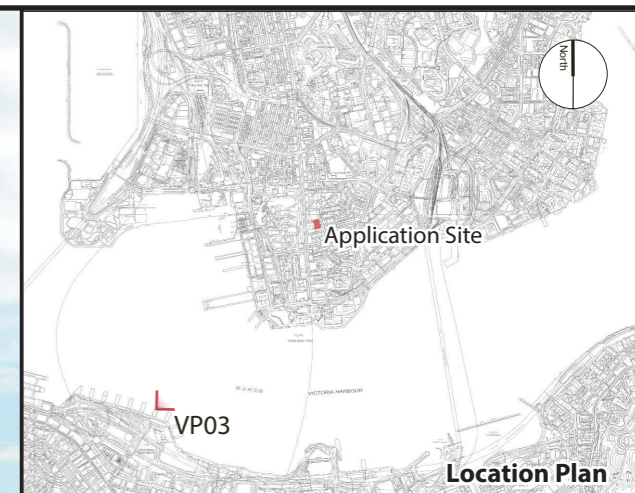 North
Application Site
VICTORIA HARBOUR
VP03
Location Plan